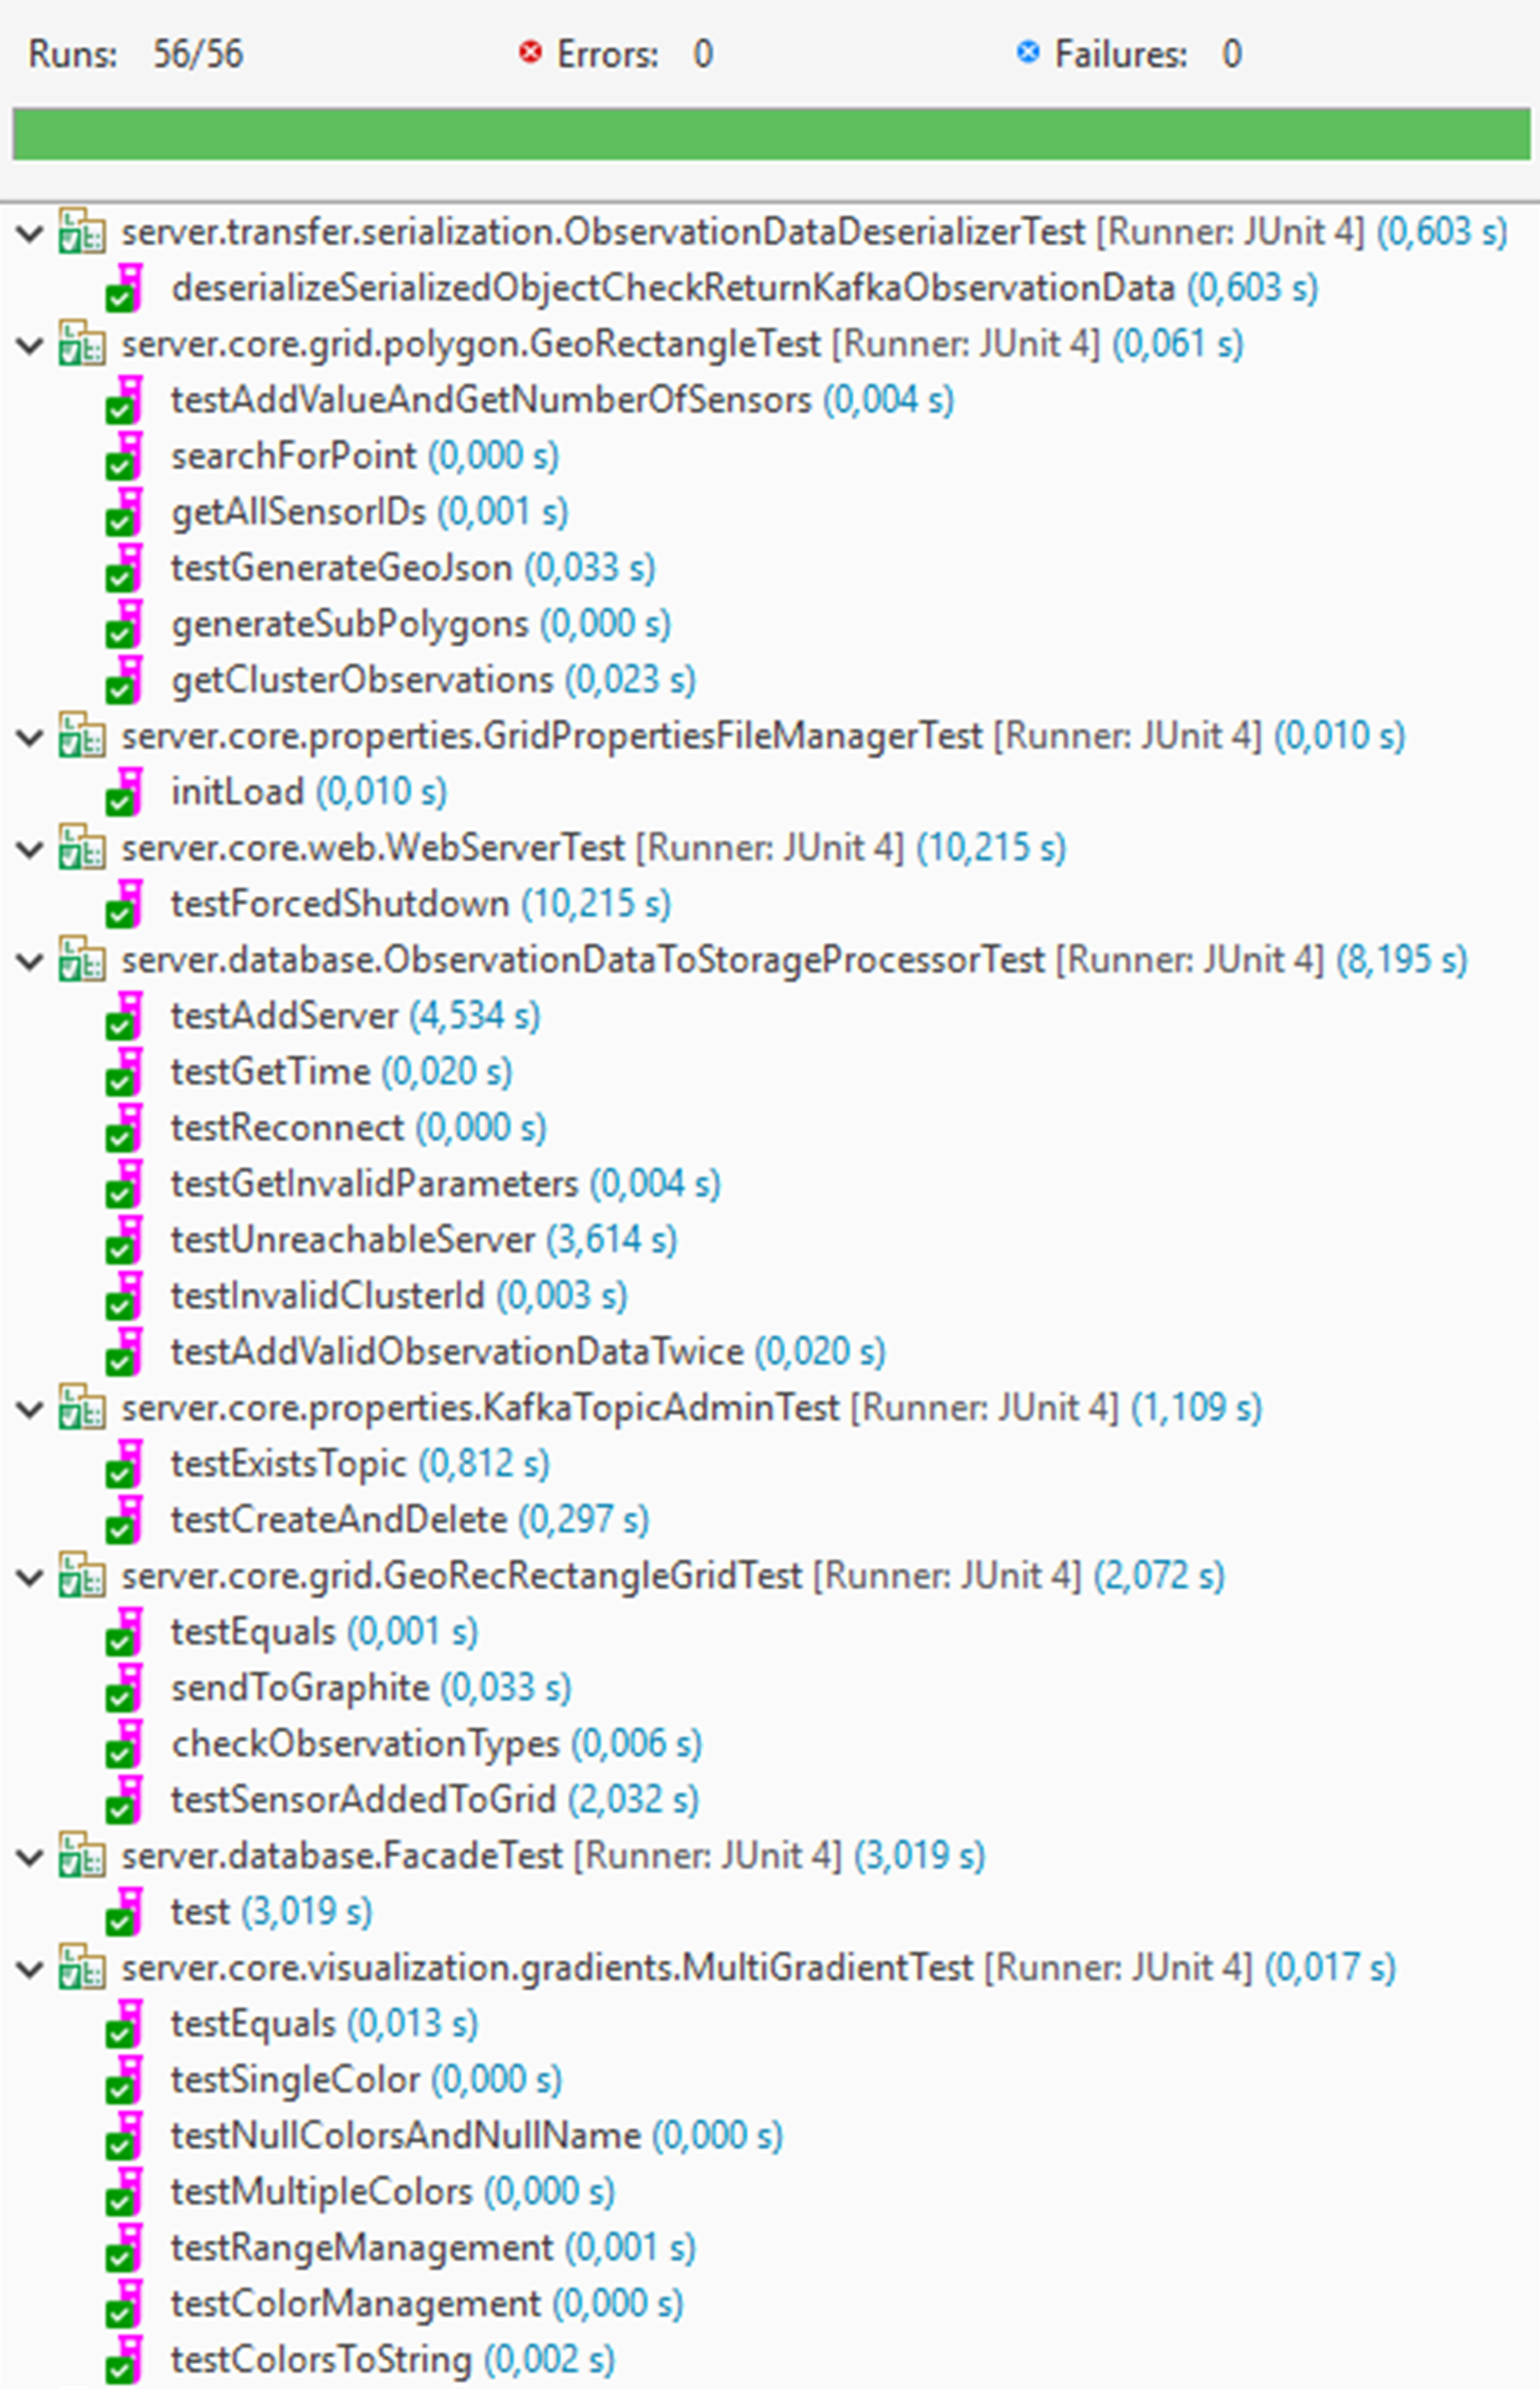 Runs: 56/56 Errors: 0 Failures: 0
server.transfer.serialization.ObservationDataDeserializerTest [Runner: JUnit 4] (0,603 s)
deserializeSerializedObjectCheckReturnKafkaObservationData (0,603 s)
server.core.grid.polygon.GeoRectangleTest [Runner: JUnit 4] (0,061 s)
testAddValueAndGetNumberOfSensors (0,004 s)
searchForPoint (0,000 s)
getAllSensorIDs (0,001 s)
testGenerateGeoJson (0,033 s)
generateSubPolygons (0,000 s)
getClusterObservations (0,023 s)
server.core.properties.GridPropertiesFileManagerTest [Runner: JUnit 4] (0,010 s)
initLoad (0,010 s)
server.core.web.WebServerTest [Runner: JUnit 4] (10,215 s)
testForcedShutdown (10,215 s)
server.database.ObservationDataToStorageProcessorTest [Runner: JUnit 4] (8,195 s)
testAddServer (4,534 s)
testGetTime (0,020 s)
testReconnect (0,000 s)
testGetInvalidParameters (0,004 s)
testUnreachableServer (3,614 s)
testInvalidClusterId (0,003 s)
testAddValidObservationDataTwice (0,020 s)
server.core.properties.KafkaTopicAdminTest [Runner: JUnit 4] (1,109 s)
testExistsTopic (0,812 s)
testCreateAndDelete (0,297 s)
server.core.grid.GeoRecRectangleGridTest [Runner: JUnit 4] (2,072 s)
testEquals (0,001 s)
sendToGraphite (0,033 s)
checkObservationTypes (0,006 s)
testSensorAddedToGrid (2,032 s)
server.database.FacadeTest [Runner: JUnit 4] (3,019 s)
test (3,019 s)
server.core.visualization.gradients.MultiGradientTest [Runner: JUnit 4] (0,017 s)
testEquals (0,013 s)
testSingleColor (0,000 s)
testNullColorsAndNullName (0,000 s)
testMultipleColors (0,000 s)
testRangeManagement (0,001 s)
testColorManagement (0,000 s)
testColorsToString (0,002 s)